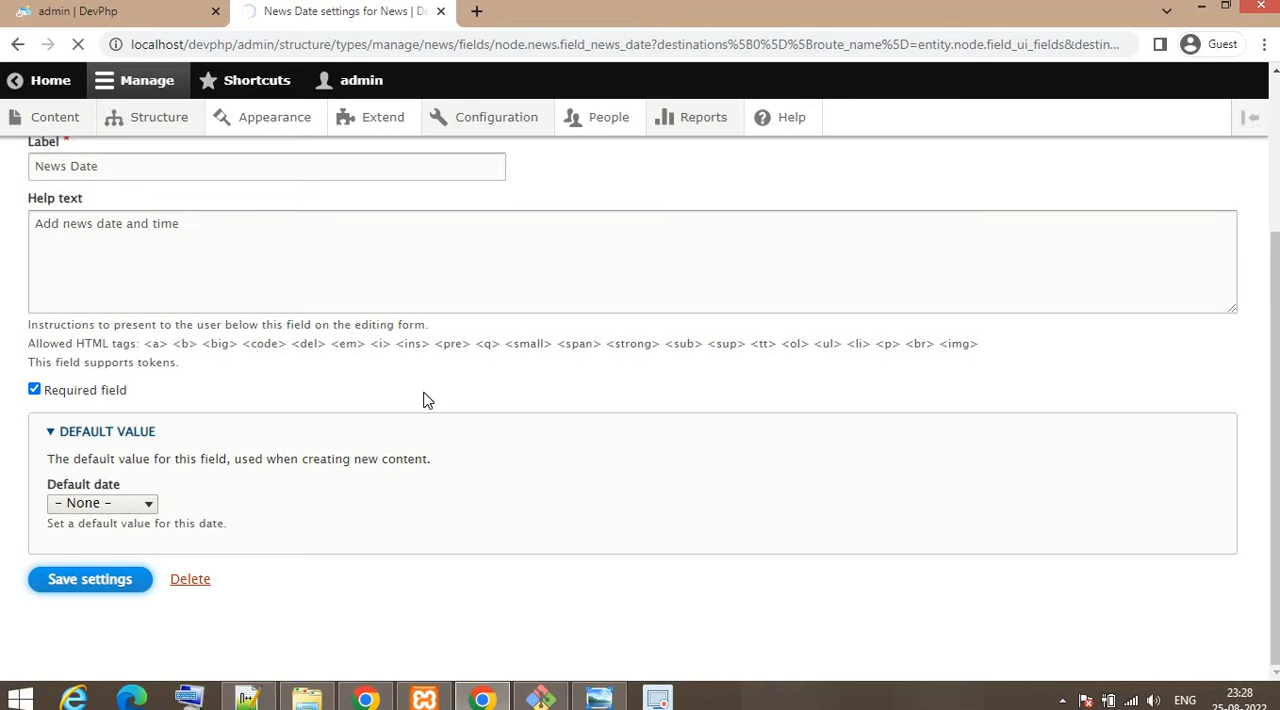 admin | DevPhp
News Date settings for News | De
localhost/devphp/admin/structure/types/manage/news/fields/node.news.field_news_date?destinations%5B0%5D%5Broute_name%5D=entity.node.field_ui_fields&destin...
Guest
Home Manage Shortcuts admin
Content Structure Appearance Extend Configuration People Reports Help
Label *
News Date
Help text
Add news date and time
Instructions to present to the user below this field on the editing form.
Allowed HTML tags: <a> <b> <big> <code> <del> <em> <i> <ins> <pre> <q> <small> <span> <strong> <sub> <sup> <tt> <ol> <ul> <li> <p> <br> <img>
This field supports tokens.
Required field
DEFAULT VALUE
The default value for this field, used when creating new content.
Default date
- None -
Set a default value for this date.
Save settings Delete
ENG
23:28
25-08-2022